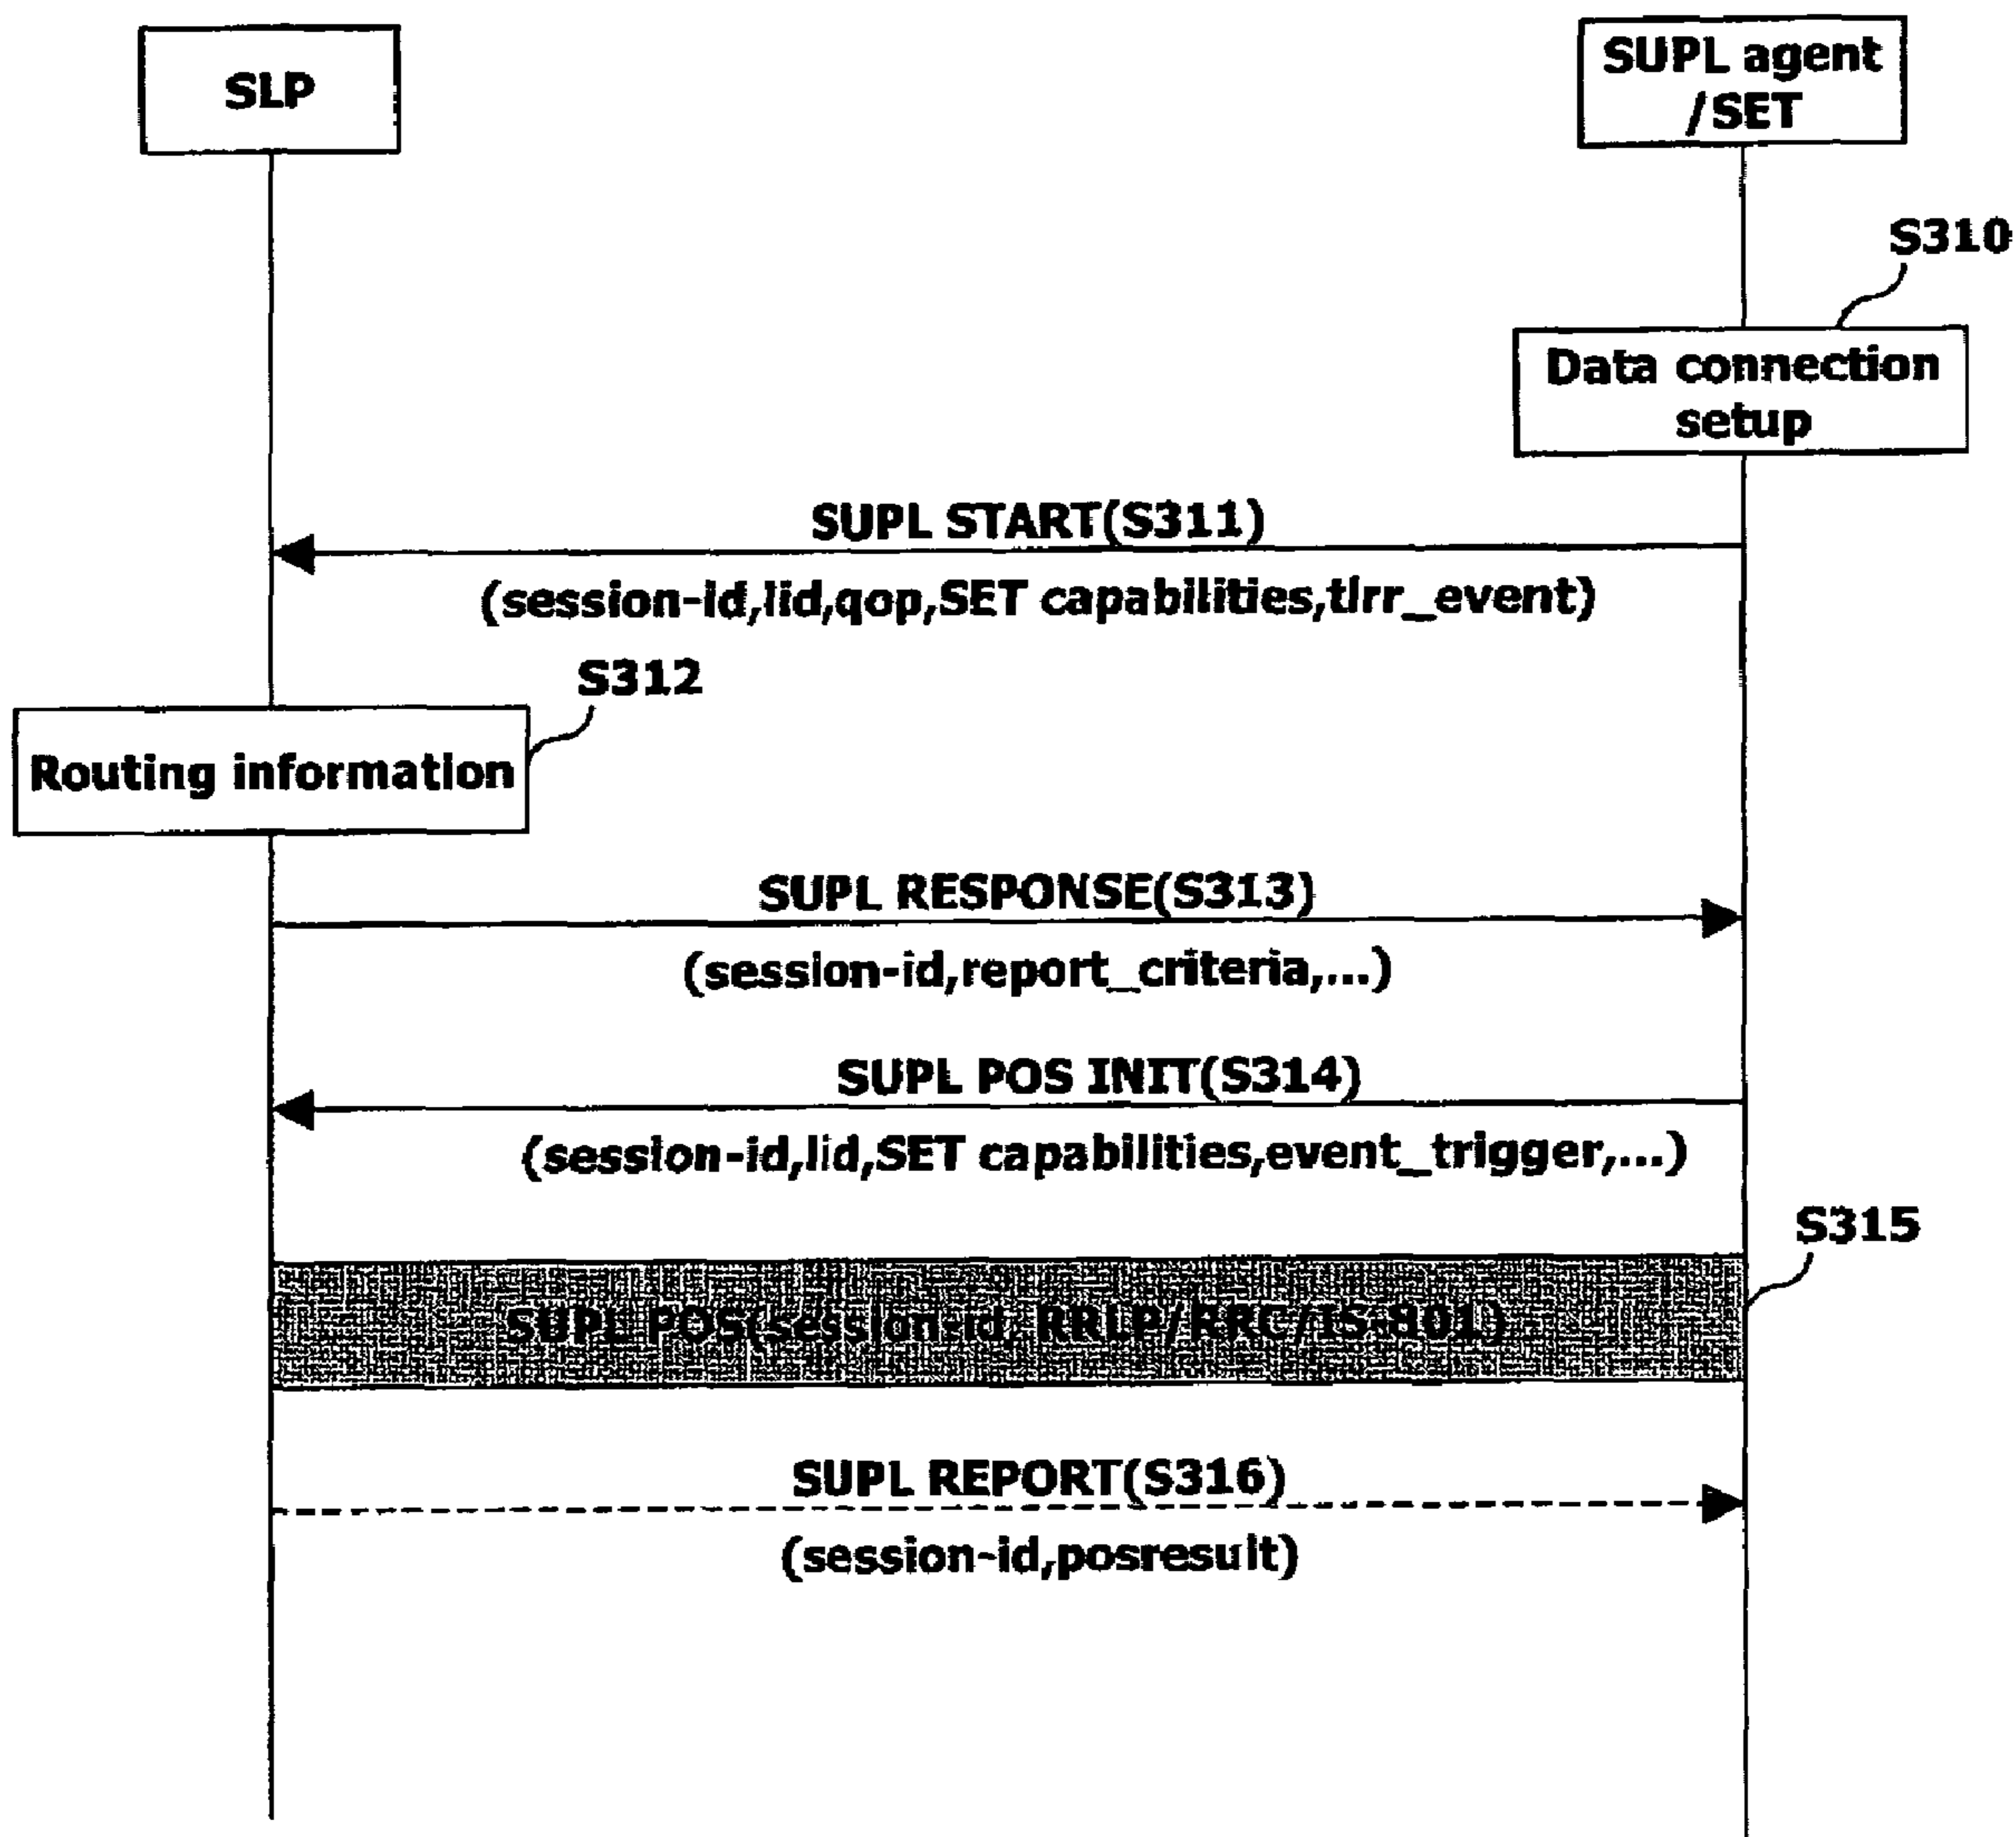 SLP
SUPL agent
/SET
S310
Data connection
setup
SUPL START(S311)
(session-id,lid,qop,SET capabilities,tlrr_event)
S312
Routing information
SUPL RESPONSE(S313)
(session-id,report_criteria,...)
SUPL POS INIT(S314)
(session-id,lid,SET capabilities,event_trigger,...)
S315
SUPL POS(session-id, RRLP/RRC/IS-801)
SUPL REPORT(S316)
(session-id,posresult)